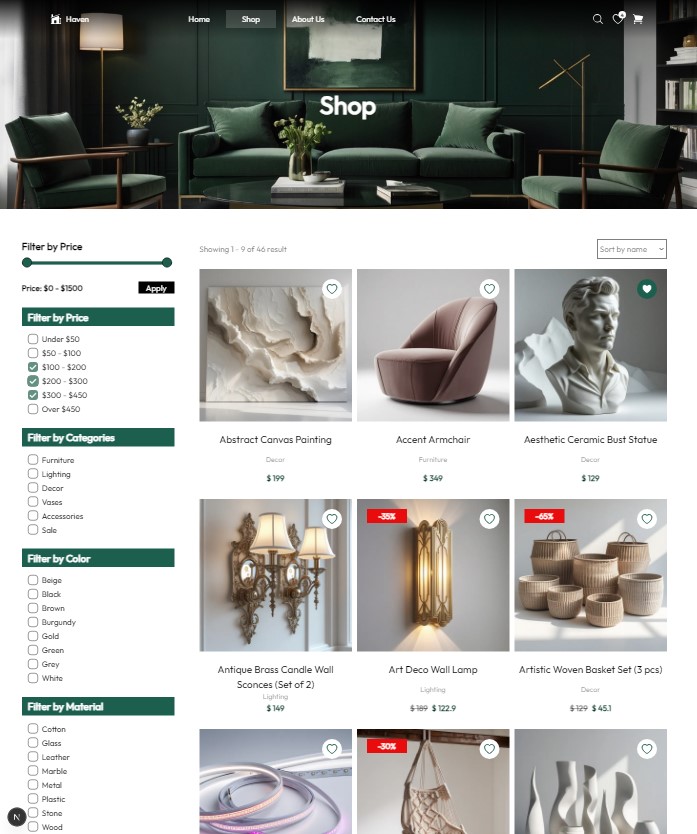 Haven
Home
Shop
About Us
Contact Us
Shop
Filter by Price
Price: $0 - $1500
Apply
Filter by Price
Under $50
$50 - $100
$100 - $200
$200 - $300
$300 - $450
Over $450
Filter by Categories
Furniture
Lighting
Decor
Vases
Accessories
Sale
Filter by Color
Beige
Black
Brown
Burgundy
Gold
Green
Grey
White
Filter by Material
Cotton
Glass
Leather
Marble
Metal
Plastic
Stone
Wood
N
Showing 1 - 9 of 46 result
Sort by name
Abstract Canvas Painting
Decor
$ 199
Accent Armchair
Furniture
$ 349
Aesthetic Ceramic Bust Statue
Decor
$ 129
Antique Brass Candle Wall
Sconces (Set of 2)
Lighting
$ 149
-35%
Art Deco Wall Lamp
Lighting
$ 189 $ 122.9
-65%
Artistic Woven Basket Set (3 pcs)
Decor
$ 129 $ 45.1
-30%